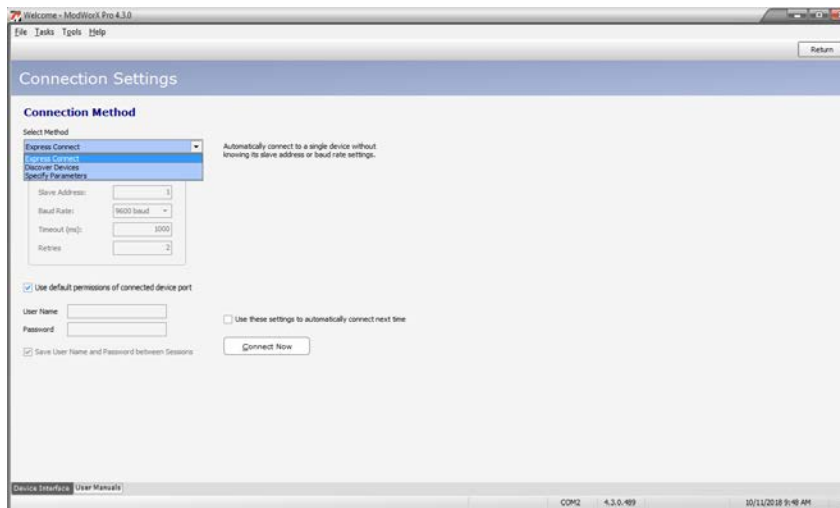 Welcome - ModWorX Pro 4.3.0
File Tasks Tools Help
Return
Connection Settings
Connection Method
Select Method
Express Connect
Express Connect
Discover Devices
Specify Parameters
Automatically connect to a single device without
knowing its slave address or baud rate settings.
Slave Address: 1
Baud Rate: 9600 baud
Timeout (ms): 1000
Retries 2
Use default permissions of connected device port
User Name
Password
Save User Name and Password between Sessions
Use these settings to automatically connect next time
Connect Now
Device Interface User Manuals
COM2 4.3.0.489 10/11/2018 9:48 AM